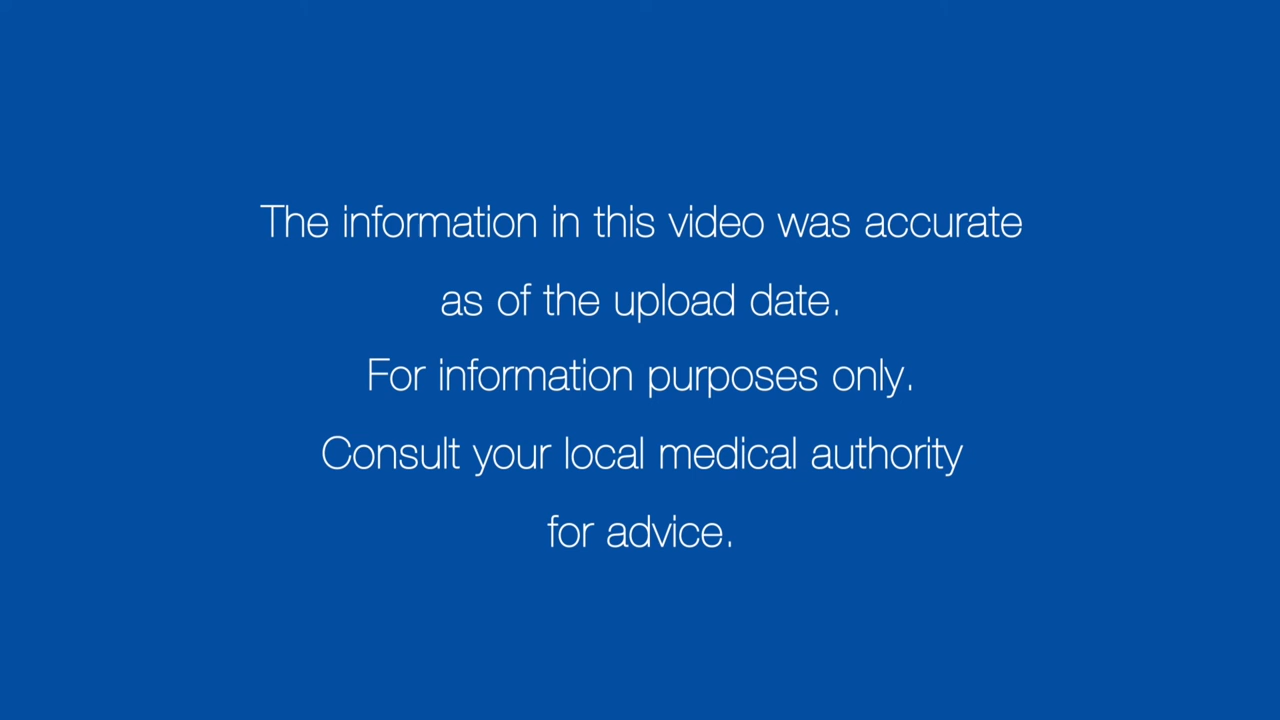 The information in this video was accurate
as of the upload date.
For information purposes only.
Consult your local medical authority
for advice.